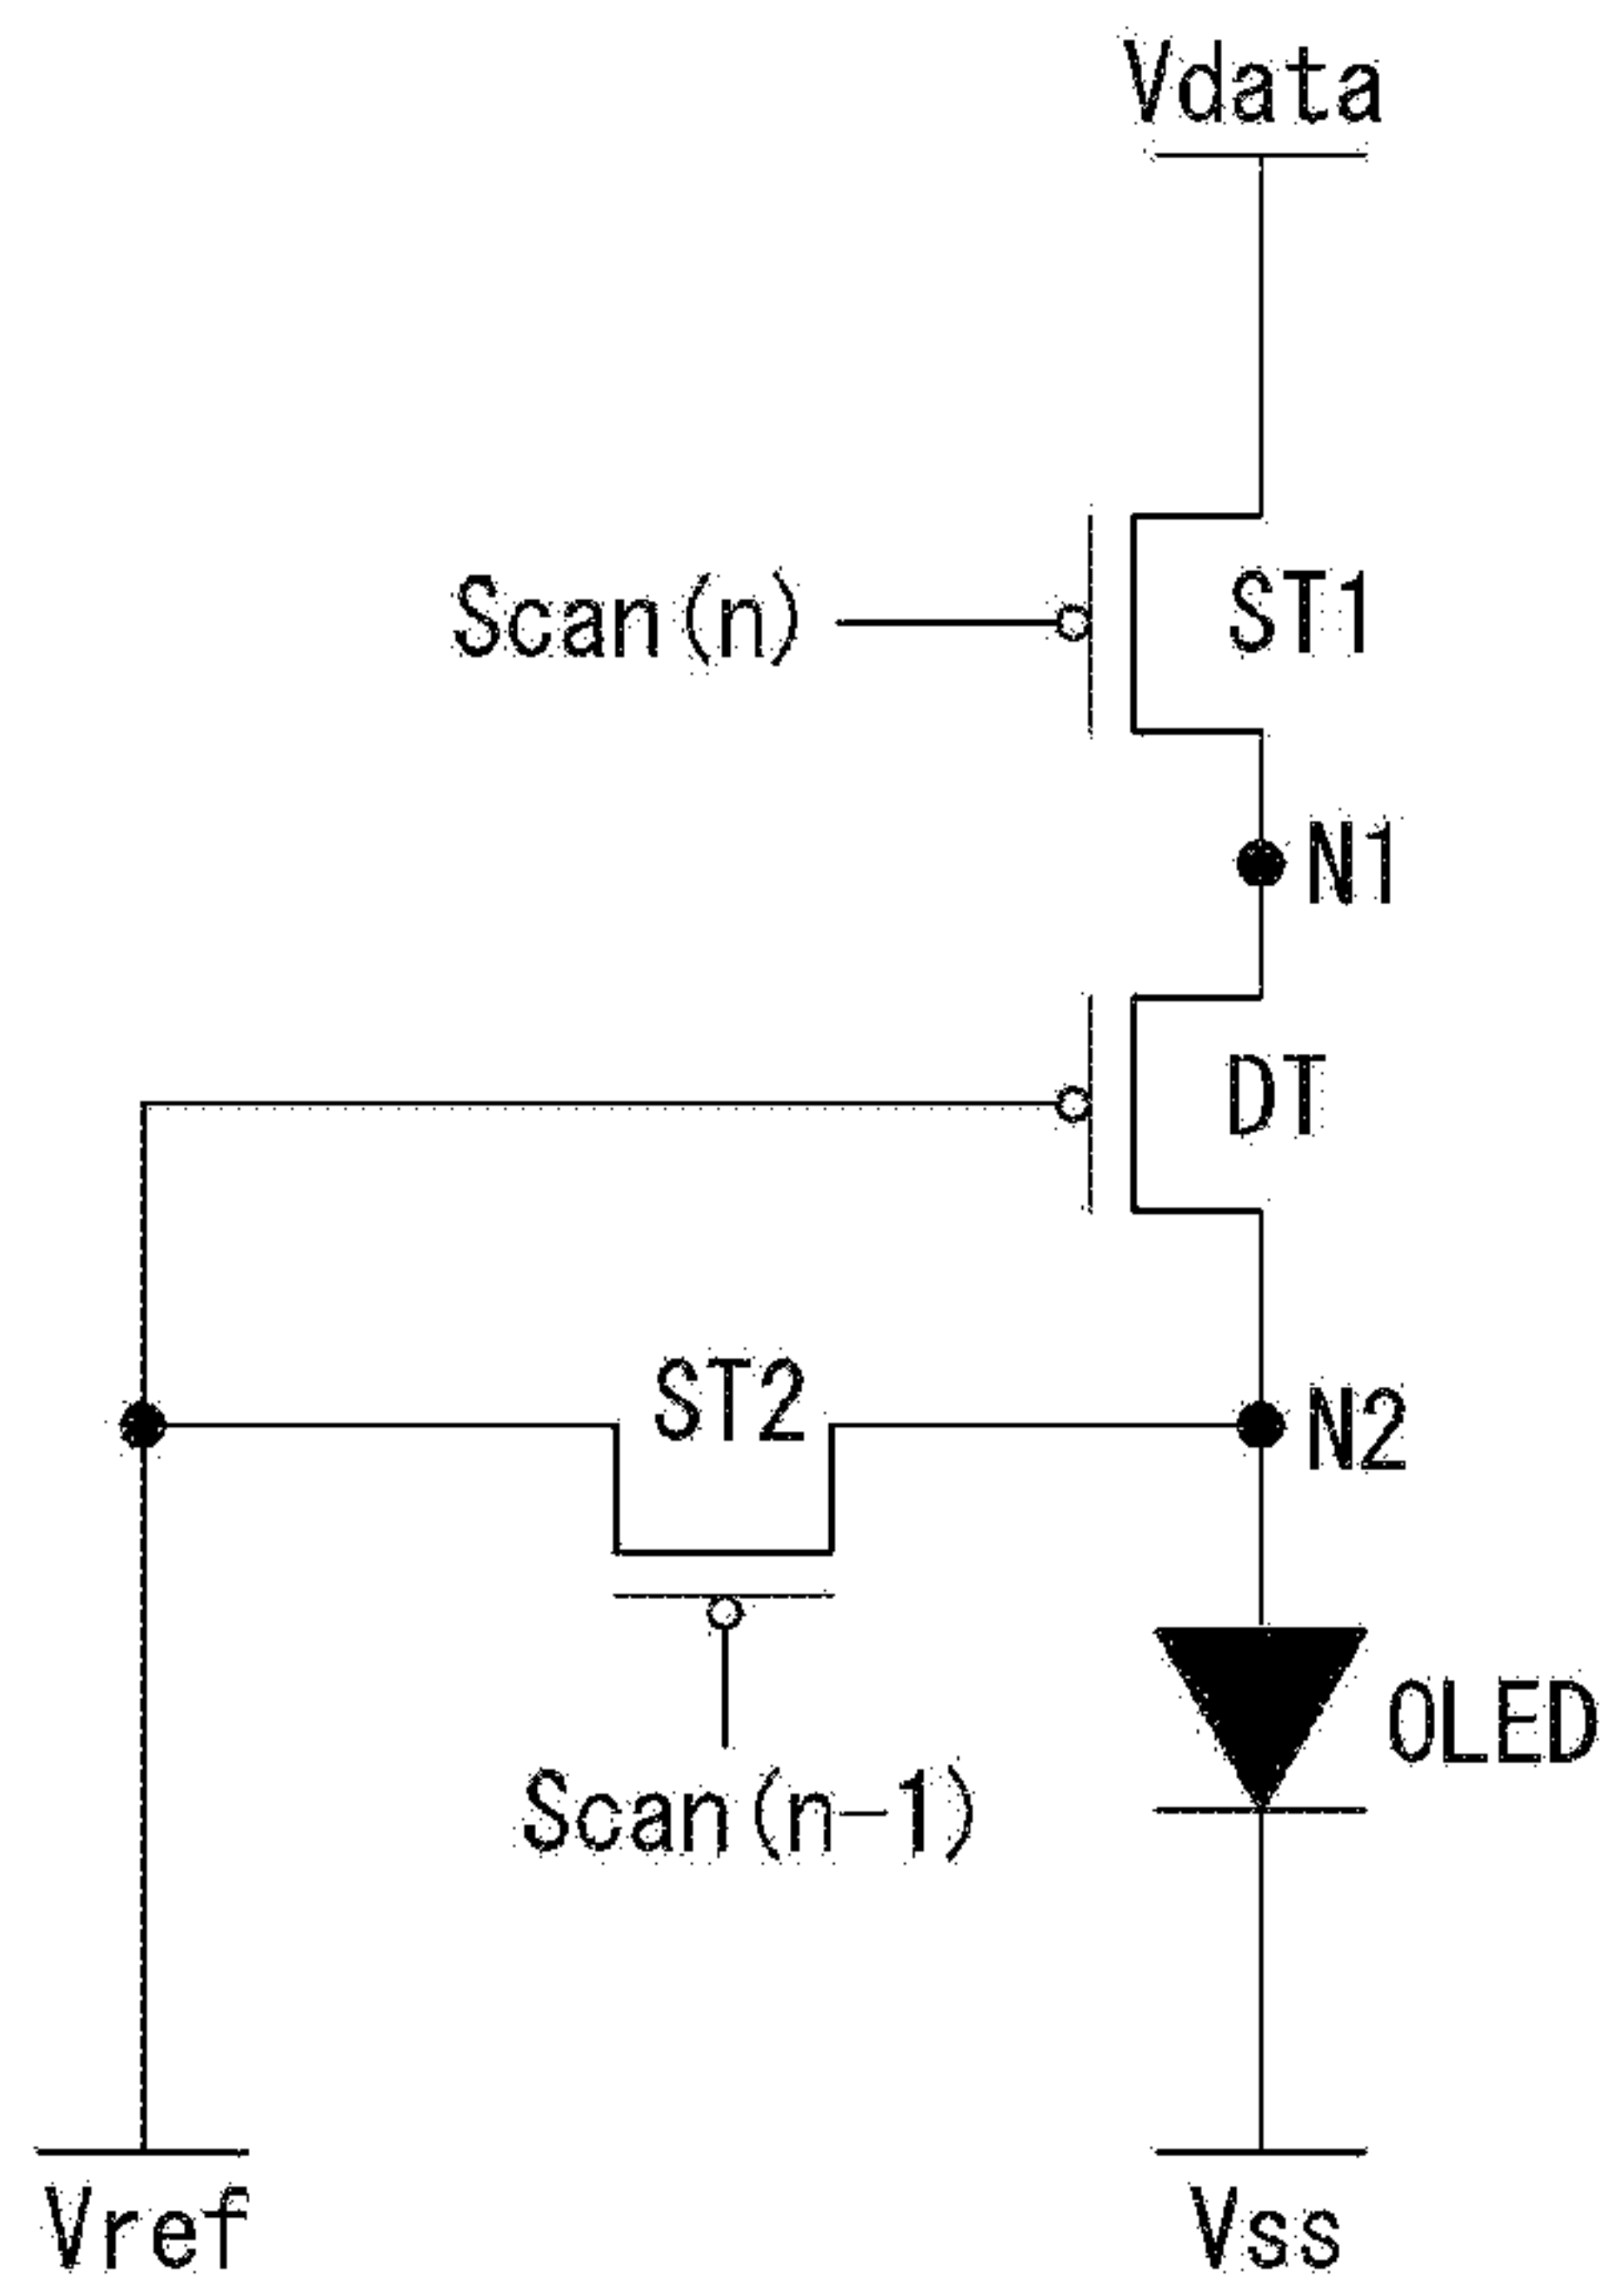 Vdata
Scan(n)
ST1
N1
DT
ST2
N2
OLED
Scan(n-1)
Vref
Vss